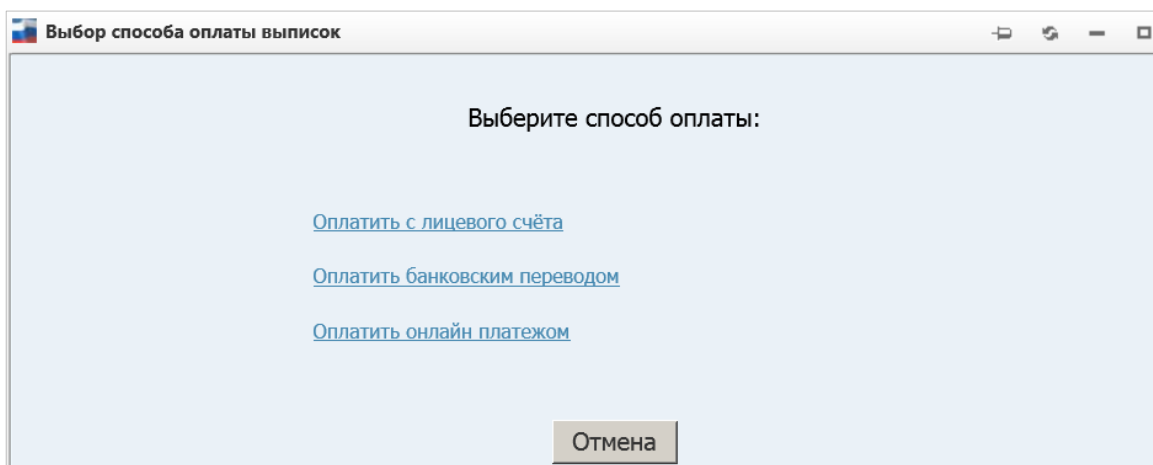 Выбор способа оплаты выписок
Выберите способ оплаты:
Оплатить с лицевого счёта
Оплатить банковским переводом
Оплатить онлайн платежом
Отмена